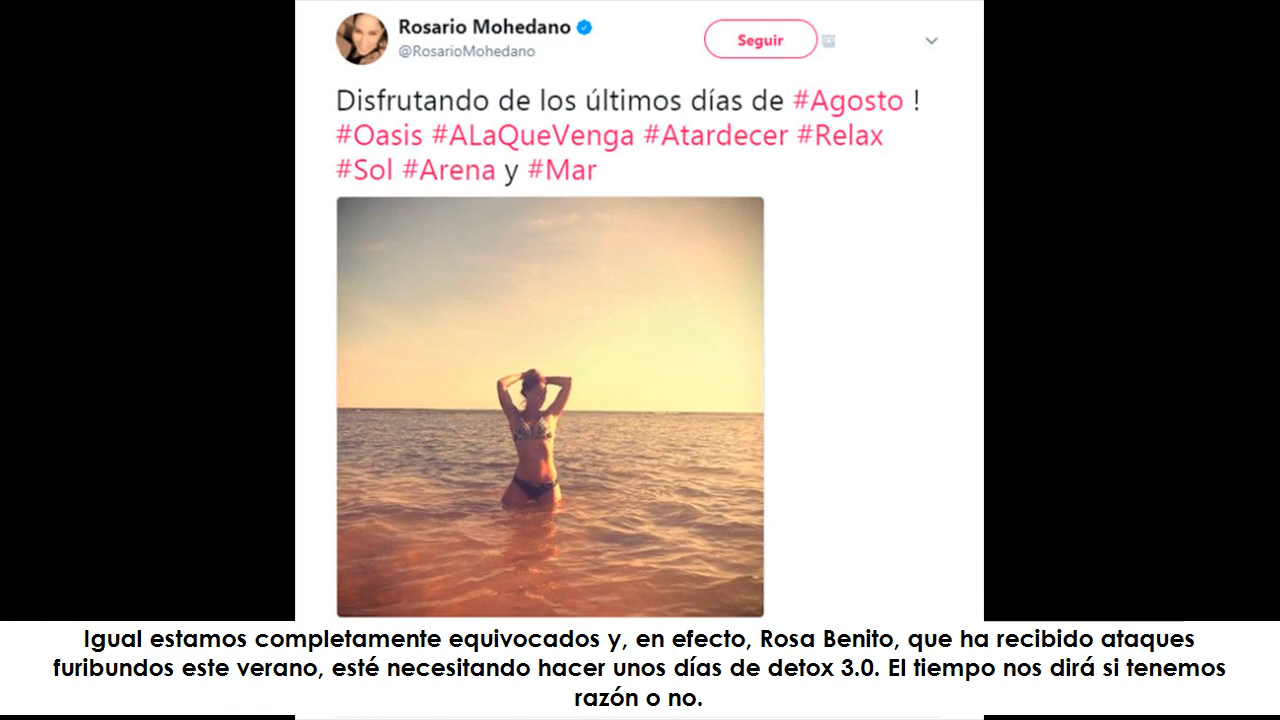 Rosario Mohedano
@RosarioMohedano
Seguir
Disfrutando de los últimos días de #Agosto !
#Oasis #ALaQueVenga #Atardecer #Relax
#Sol #Arena y #Mar
Igual estamos completamente equivocados y, en efecto, Rosa Benito, que ha recibido ataques
furibundos este verano, esté necesitando hacer unos días de detox 3.0. El tiempo nos dirá si tenemos
razón o no.